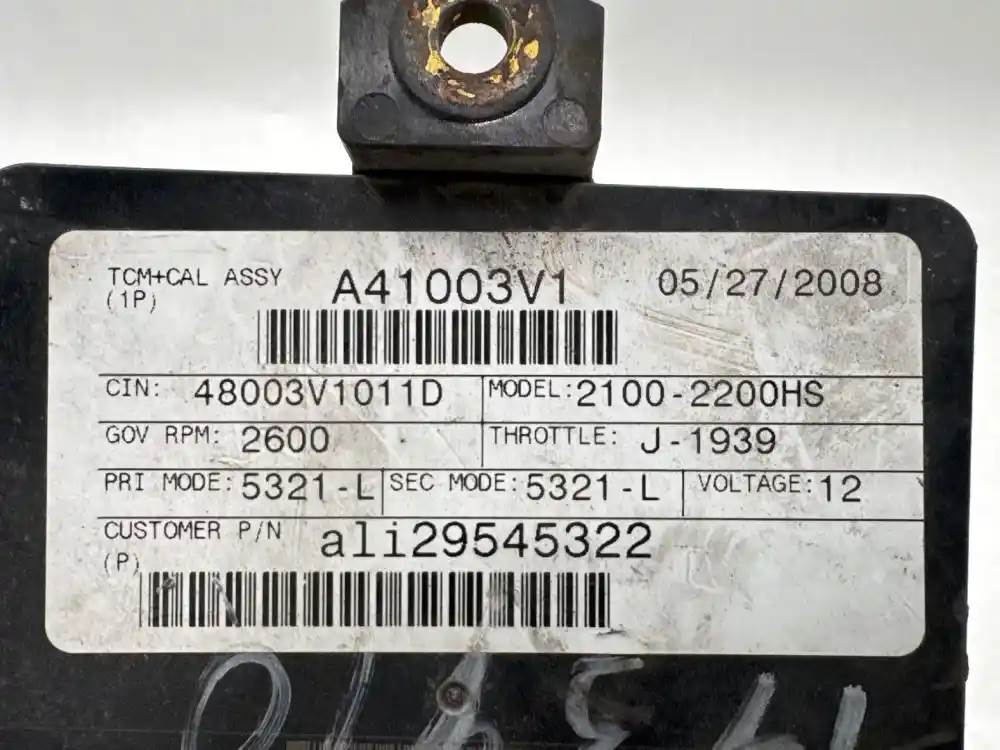 TCM+CAL ASSY A41003V1 05/27/2008
(1P)
CIN: 48003V1011D MODEL: 2100-2200HS
GOV RPM: 2600 THROTTLE: J-1939
PRI MODE: 5321-L SEC MODE: 5321-L VOLTAGE: 12
CUSTOMER P/N ali29545322
(P)